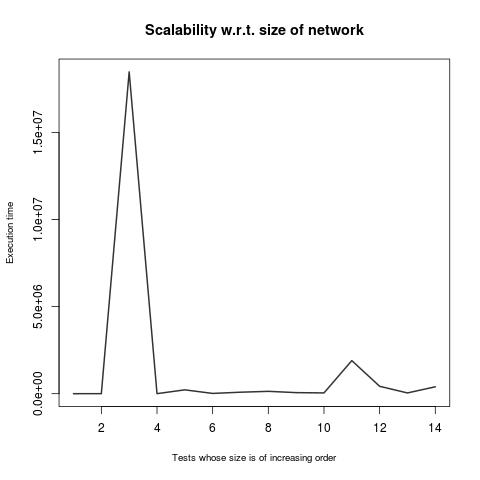 Scalability w.r.t. size of network
Execution time
1.5e+07
1.0e+07
5.0e+06
0.0e+00
2 4 6 8 10 12 14
Tests whose size is of increasing order